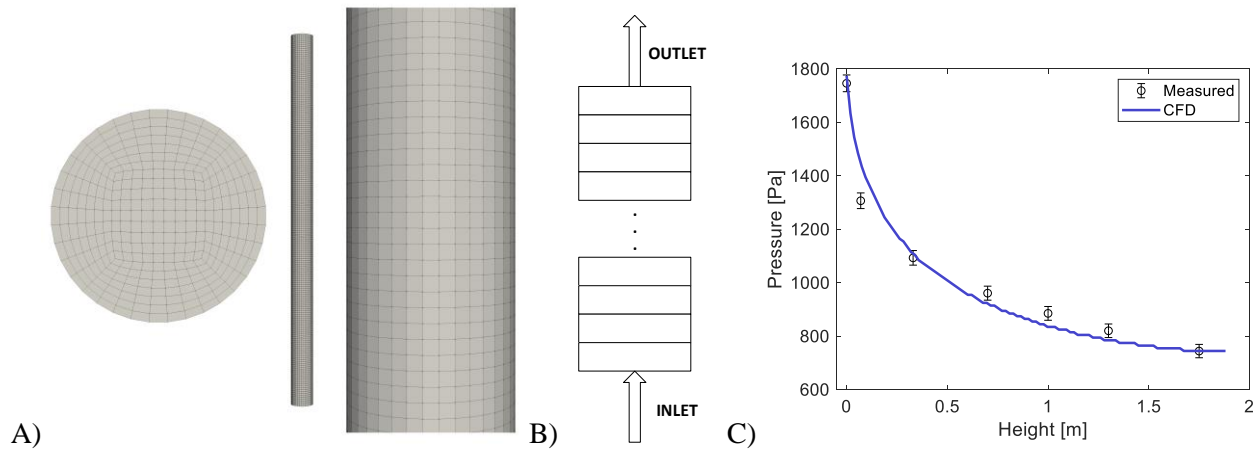 A)
B)
OUTLET
INLET
C)
Pressure [Pa]
1800
1600
1400
1200
1000
800
600
0
0.5
1
1.5
2
Height [m]
Measured
CFD